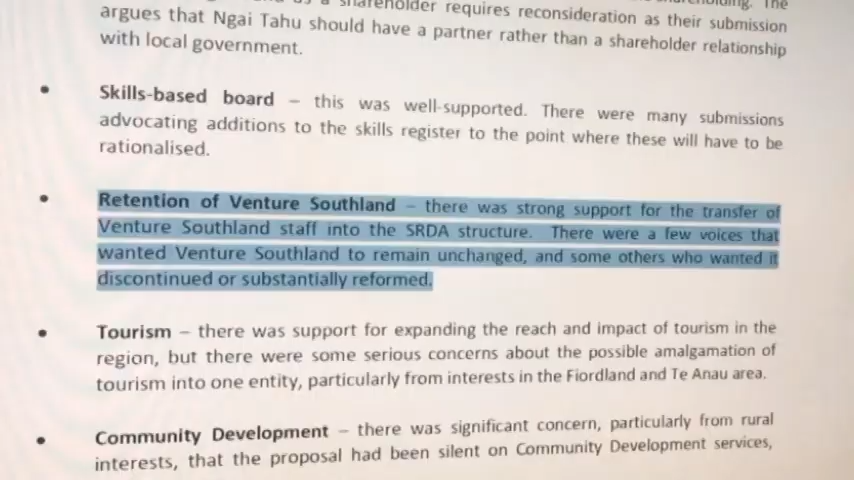 a shareholder requires reconsideration as their submission
argues that Ngai Tahu should have a partner rather than a shareholder relationship
with local government.
• Skills-based board – this was well-supported. There were many submissions
advocating additions to the skills register to the point where these will have to be
rationalised.
• Retention of Venture Southland – there was strong support for the transfer of
Venture Southland staff into the SRDA structure. There were a few voices that
wanted Venture Southland to remain unchanged, and some others who wanted it
discontinued or substantially reformed.
• Tourism – there was support for expanding the reach and impact of tourism in the
region, but there were some serious concerns about the possible amalgamation of
tourism into one entity, particularly from interests in the Fiordland and Te Anau area.
• Community Development – there was significant concern, particularly from rural
interests, that the proposal had been silent on Community Development services,